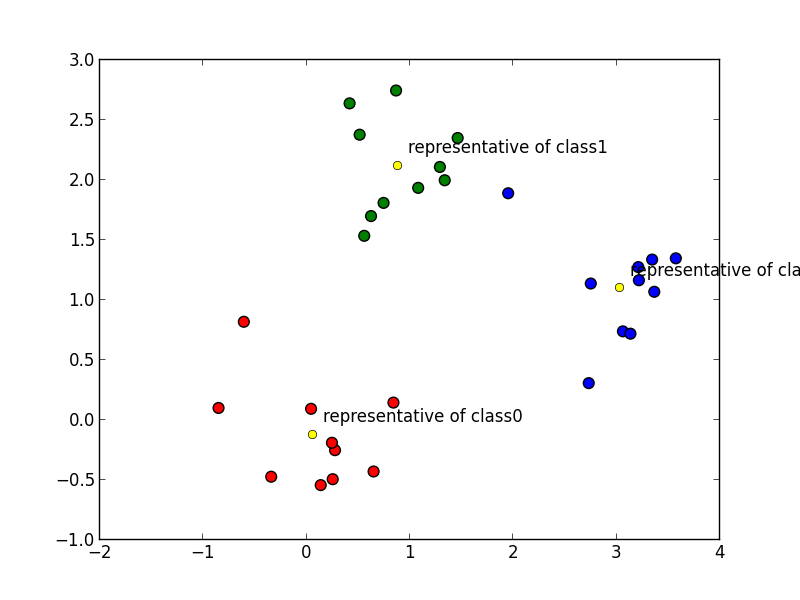 3.0
2.5
representative of class1
2.0
1.5
representative of cla
1.0
0.5
representative of class0
0.0
−0.5
−1.0
−2 −1 0 1 2 3 4